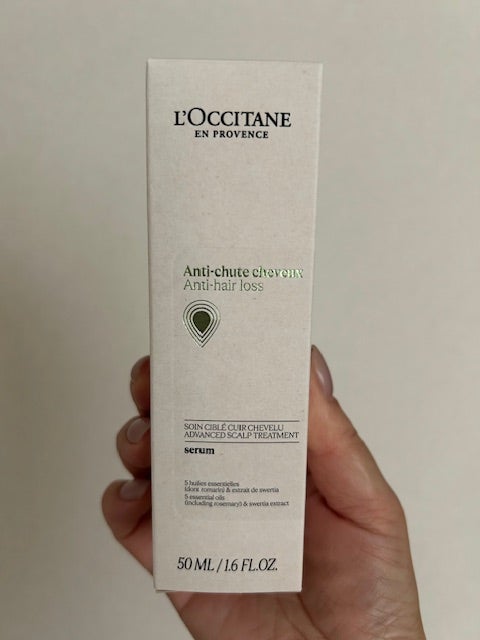 L'OCCITANE
EN PROVENCE
Anti-chute cheveux
Anti-hair loss
SOIN CIBLÉ CUIR CHEVELU
ADVANCED SCALP TREATMENT
serum
5 huiles essentielles
(dont romarin) & extrait de swertia
5 essential oils
(including rosemary) & swertia extract
50 ML / 1.6 FL.OZ.